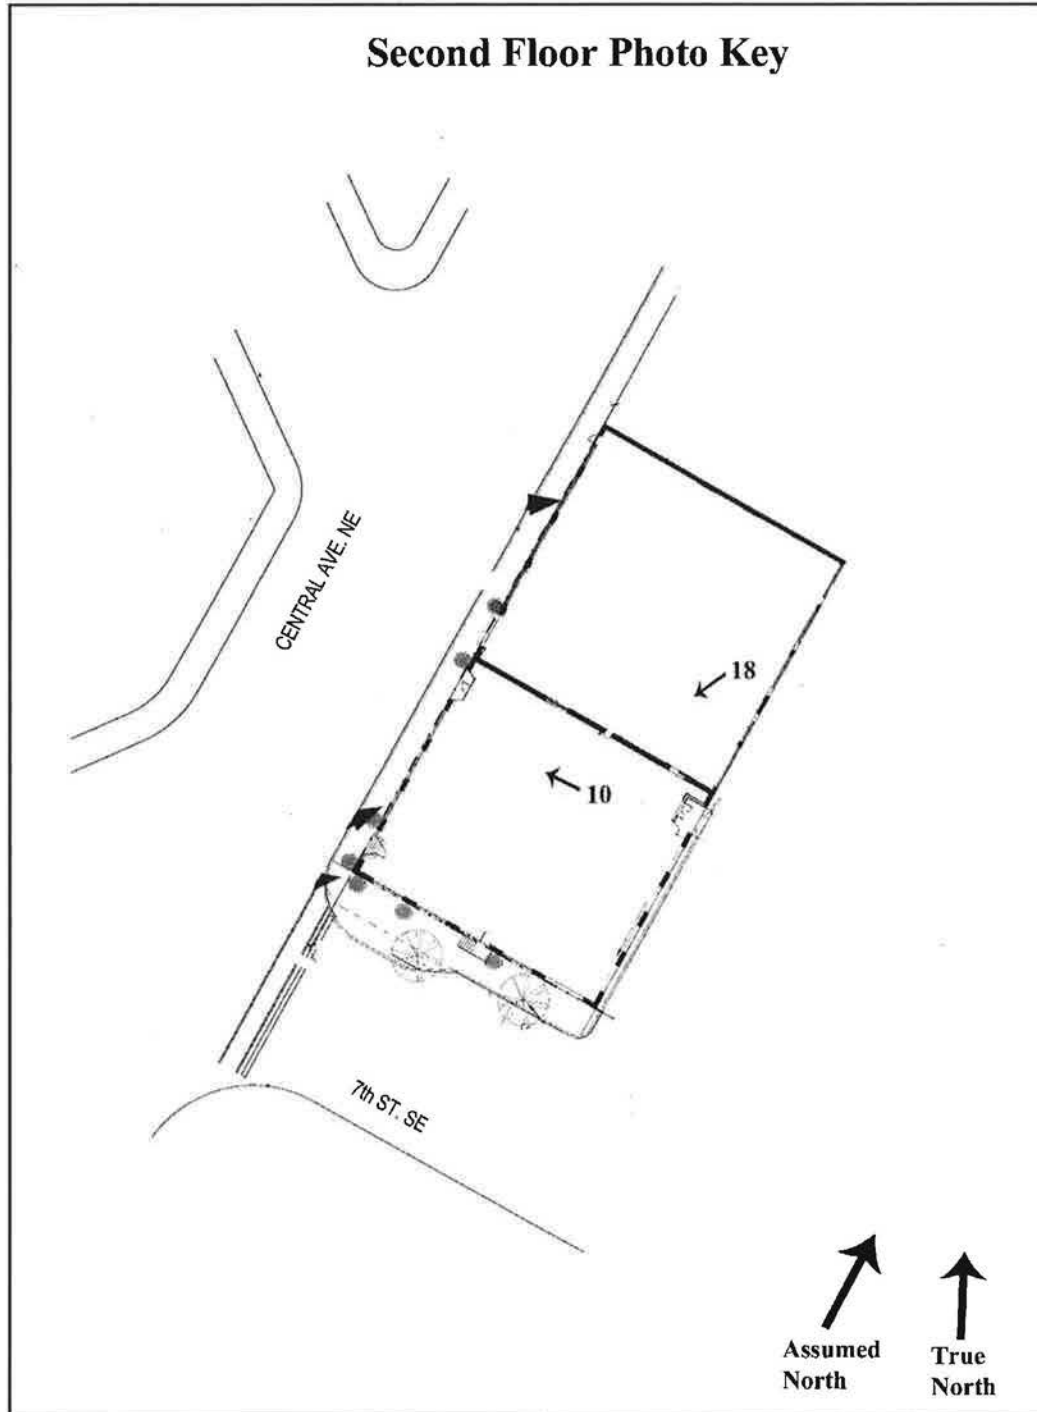 Second Floor Photo Key
CENTRAL AVE. NE
18
10
7th ST. SE
Assumed
North
True
North